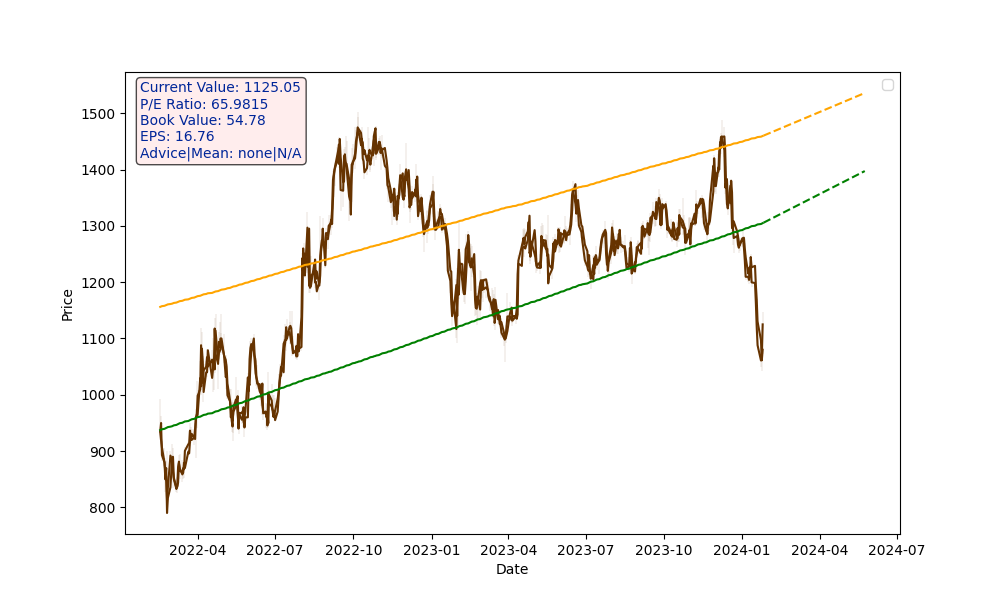 Current Value: 1125.05
P/E Ratio: 65.9815
Book Value: 54.78
EPS: 16.76
Advice|Mean: none|N/A
1500
1400
1300
1200
1100
1000
900
800
Price
2022-04 2022-07 2022-10 2023-01 2023-04 2023-07 2023-10 2024-01 2024-04 2024-07
Date